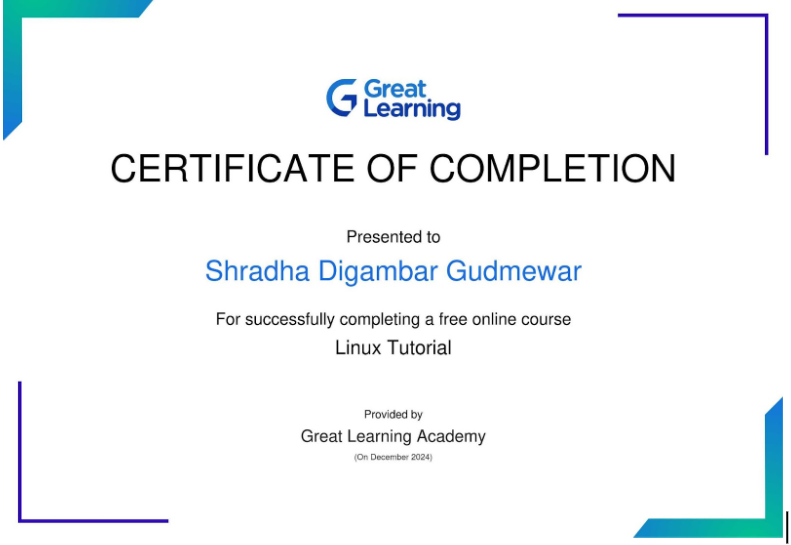 Great
Learning
CERTIFICATE OF COMPLETION
Presented to
Shradha Digambar Gudmewar
For successfully completing a free online course
Linux Tutorial
Provided by
Great Learning Academy
(On December 2024)